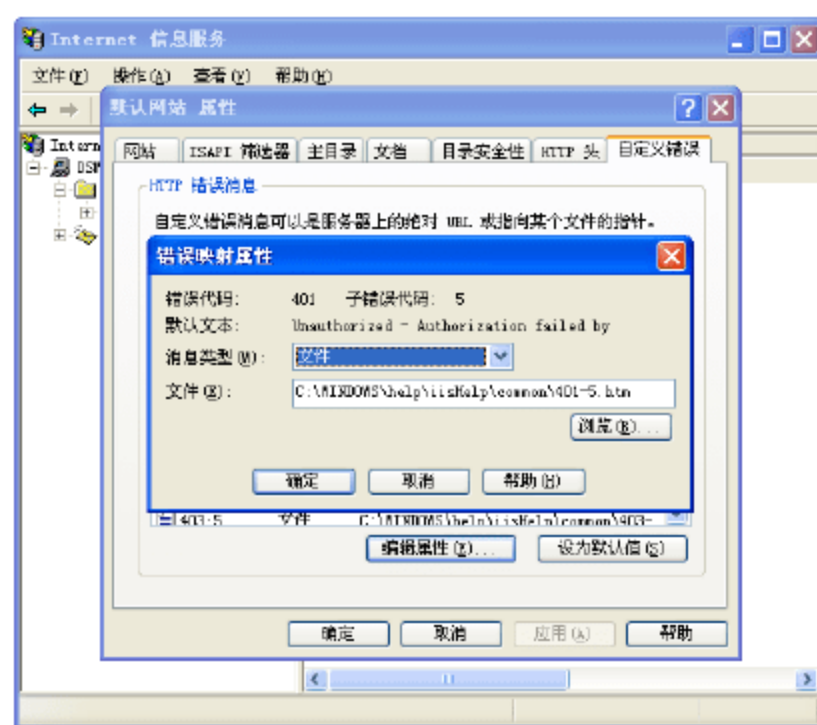 Internet 信息服务
文件(F) 操作(A) 查看(V) 帮助(H)
默认网站 属性
Intern
网站 ISAPI 筛选器 主目录 文档 目录安全性 HTTP 头 自定义错误
HTTP 错误消息
自定义错误消息可以是服务器上的绝对 URL 或指向某个文件的指针。
错误映射属性
错误代码: 401 子错误代码: 5
默认文本: Unauthorized - Authorization failed by
消息类型(M): 文件
文件(E): C:\WINDOWS\help\iisHelp\common\401-5.htm
浏览(R)...
确定 取消 帮助(H)
403;5 文件 C:\WINDOWS\help\iisHelp\common\403-
编辑属性(I)... 设为默认值(S)
确定 取消 应用(A) 帮助